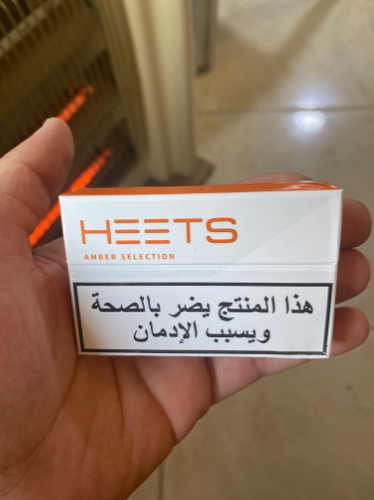 HEETS
AMBER SELECTION
هذا المنتج يضر بالصحة
ويسبب الإدمان